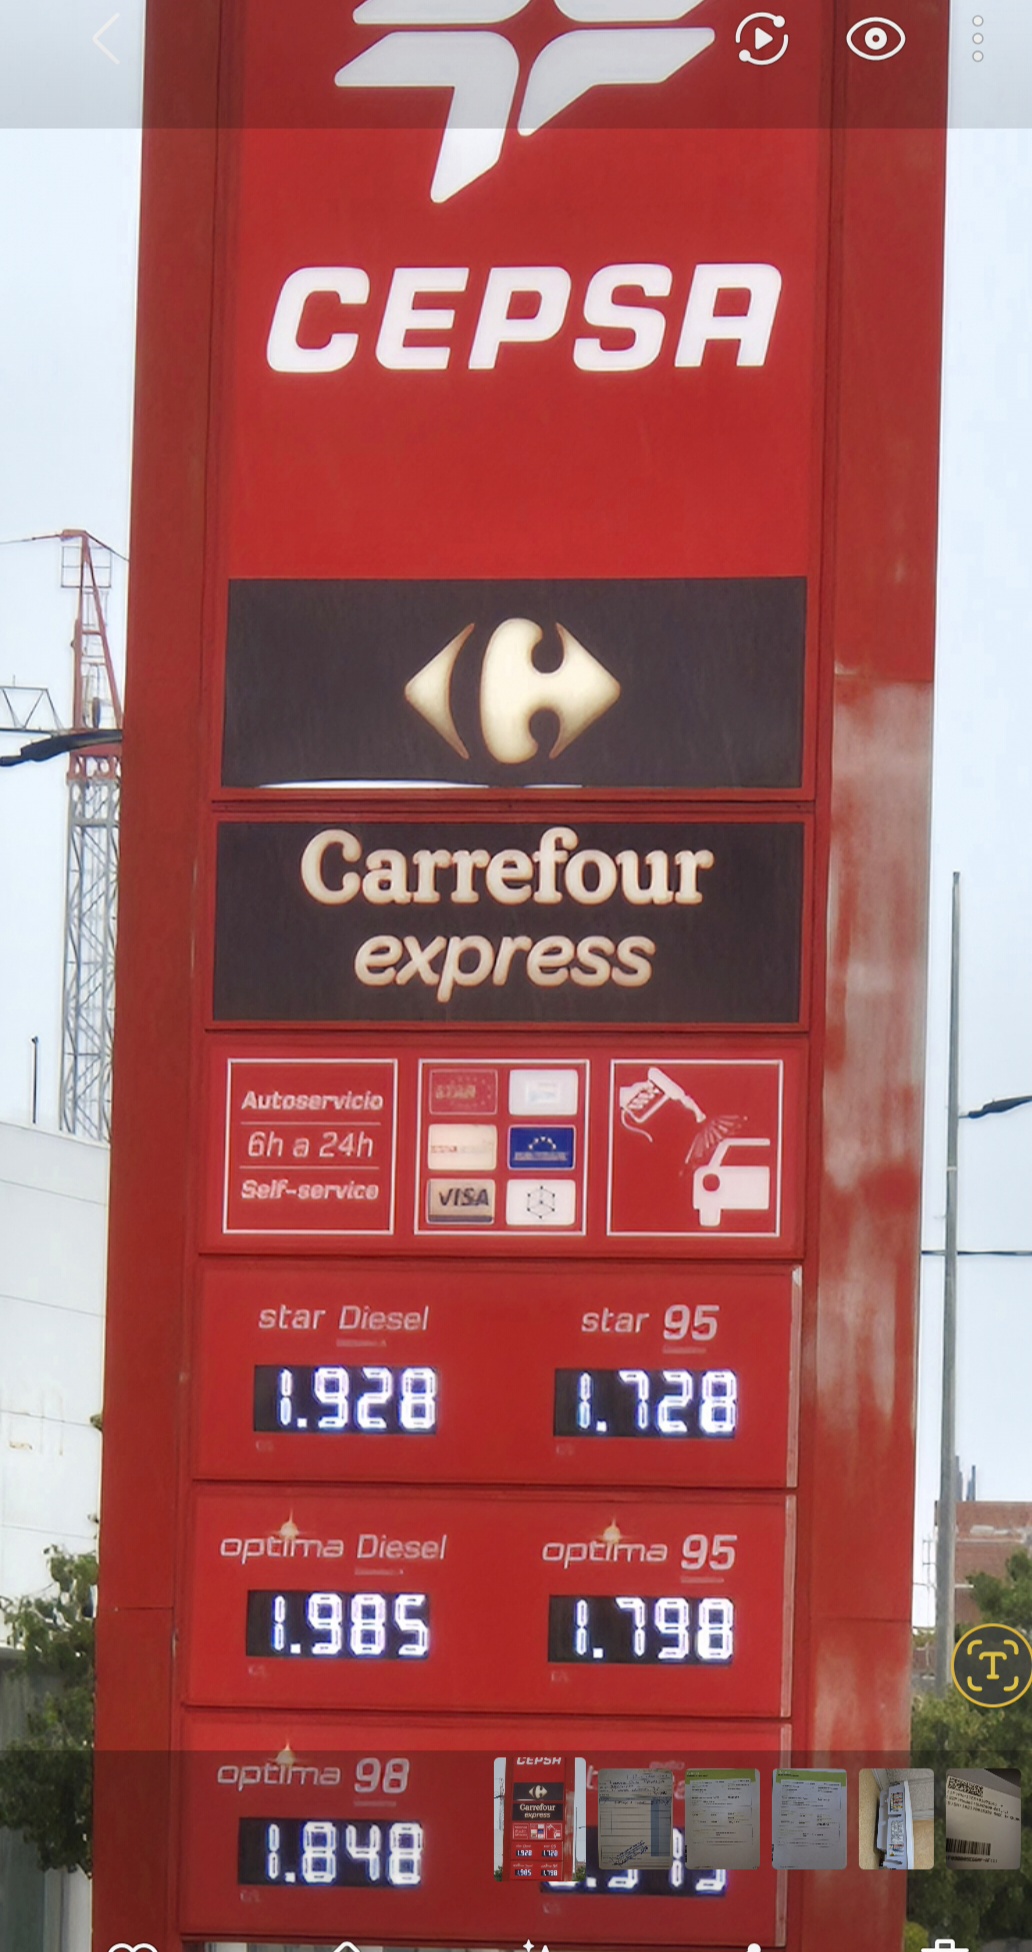 CEPSA
Carrefour
express
Autoservicio
6h a 24h
Self-service
STAR
VISA
star Diesel
star 95
1.928
1.728
optima Diesel
optima 95
1.985
1.798
optima 98
1.848
T